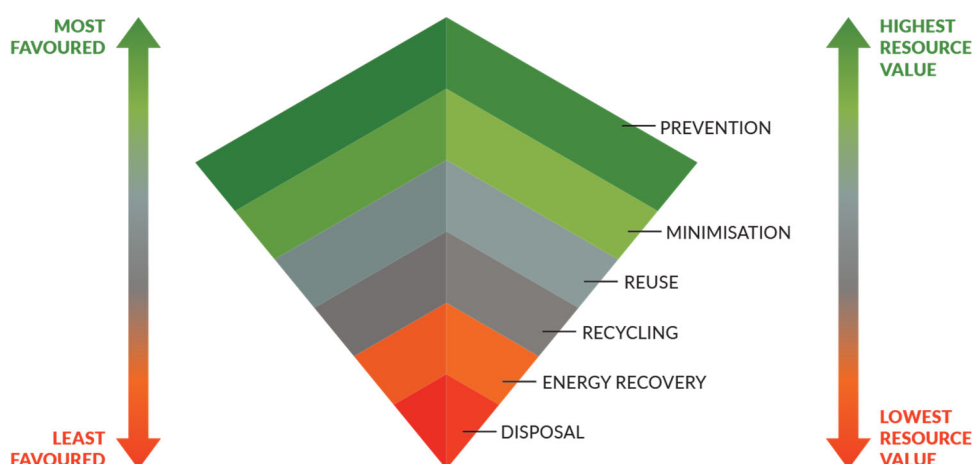 MOST
FAVOURED
HIGHEST
RESOURCE
VALUE
PREVENTION
MINIMISATION
REUSE
RECYCLING
ENERGY RECOVERY
DISPOSAL
LEAST
FAVOURED
LOWEST
RESOURCE
VALUE